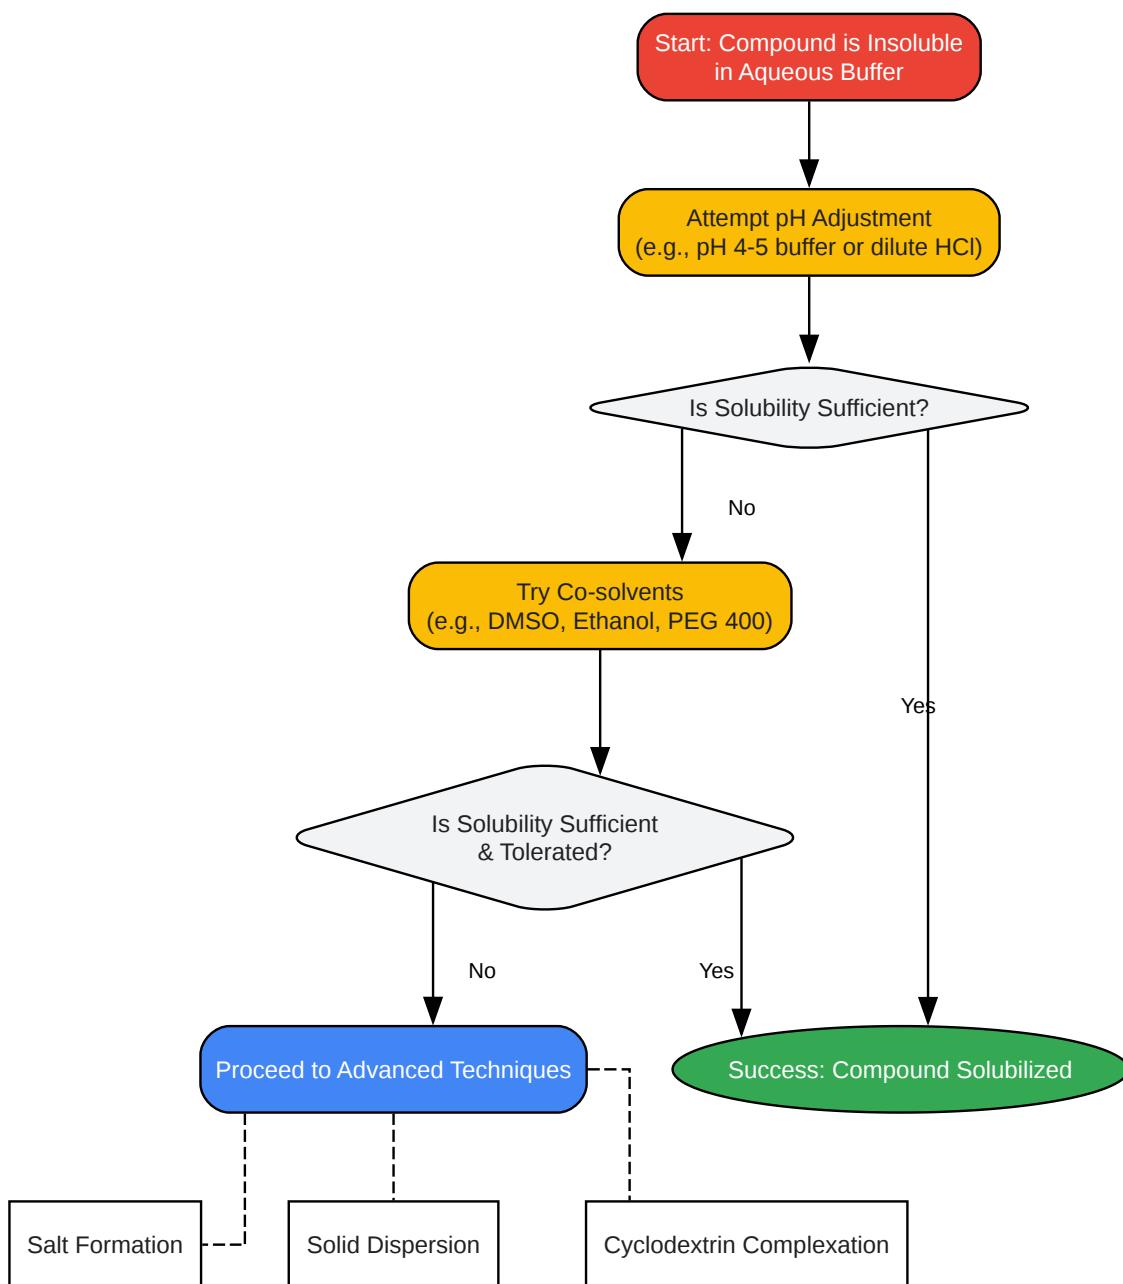 Start: Compound is Insoluble
in Aqueous Buffer
Attempt pH Adjustment
(e.g., pH 4-5 buffer or dilute HCl)
Is Solubility Sufficient?
No
Try Co-solvents
(e.g., DMSO, Ethanol, PEG 400)
Yes
Is Solubility Sufficient
& Tolerated?
No
Yes
Proceed to Advanced Techniques
Success: Compound Solubilized
Salt Formation
Solid Dispersion
Cyclodextrin Complexation